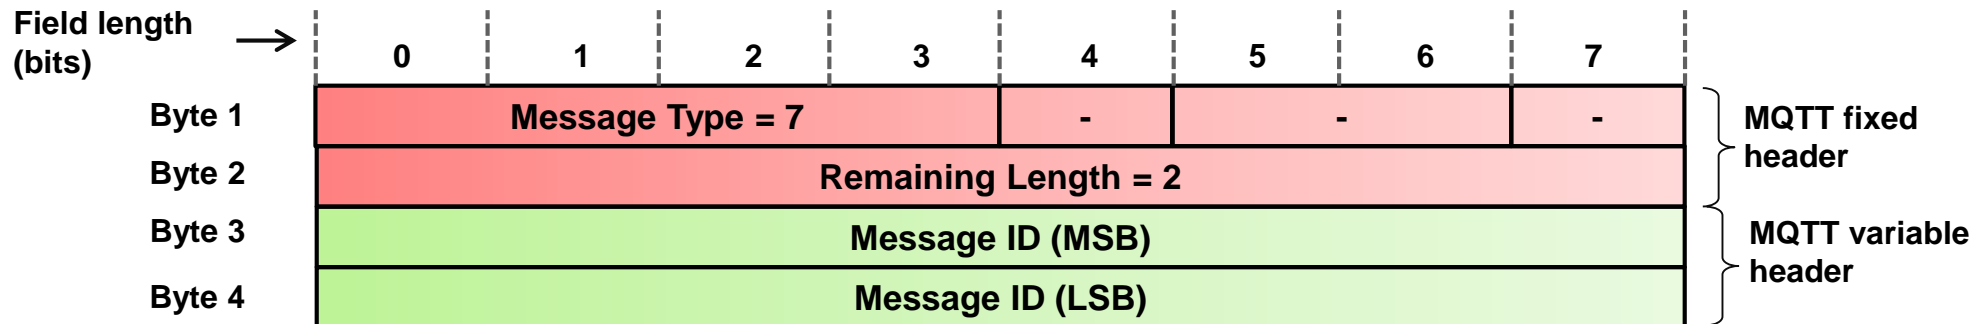 Field length
(bits)
0 1 2 3 4 5 6 7
Byte 1 Message Type = 7 - - -
MQTT fixed
header
Byte 2 Remaining Length = 2
Byte 3 Message ID (MSB)
MQTT variable
header
Byte 4 Message ID (LSB)